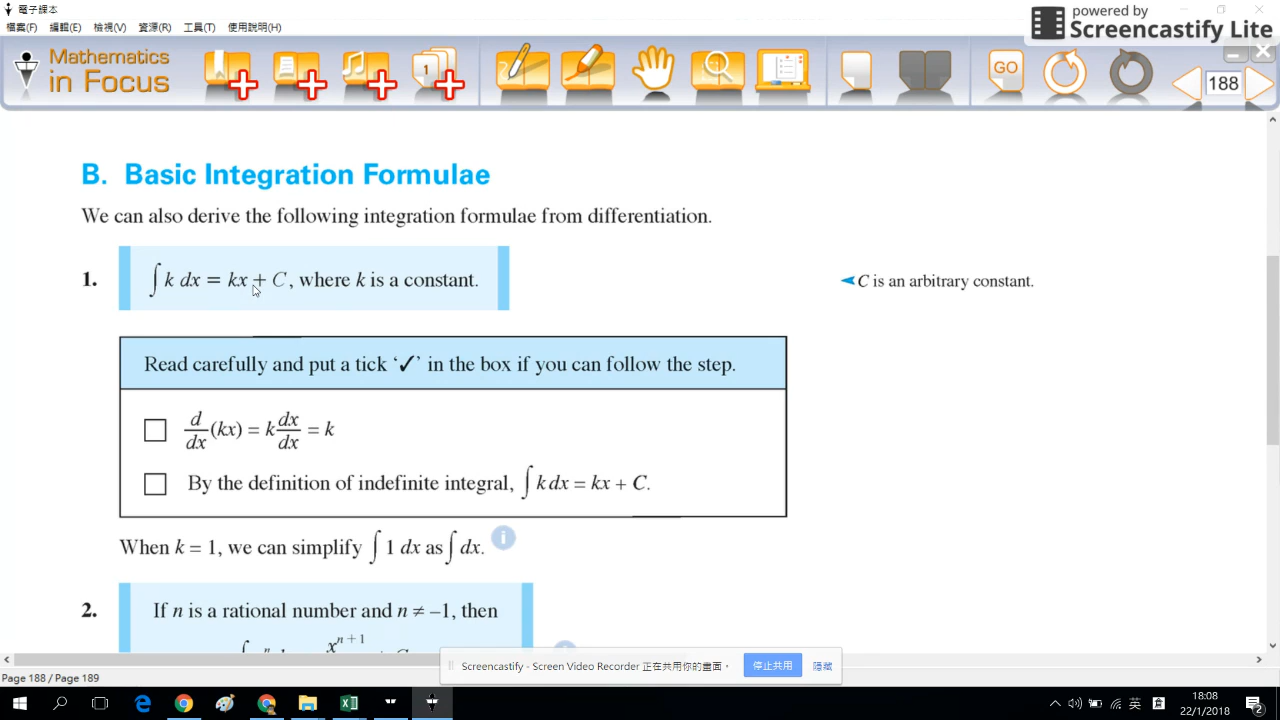 電子課本
檔案(F) 編輯(E) 檢視(V) 資源(R) 工具(T) 使用說明(H)
powered by
Screencastify Lite
Mathematics
in Focus
1
GO
188
B. Basic Integration Formulae
We can also derive the following integration formulae from differentiation.
1. ∫ k dx = kx + C, where k is a constant.
C is an arbitrary constant.
Read carefully and put a tick ‘✓’ in the box if you can follow the step.
d/dx (kx) = k dx/dx = k
By the definition of indefinite integral, ∫ k dx = kx + C.
When k = 1, we can simplify ∫ 1 dx as ∫ dx.
i
2. If n is a rational number and n ≠ –1, then
x^(n + 1)
Screencastify - Screen Video Recorder 正在共用你的畫面。 停止共用 隱藏
Page 188 / Page 189
英
18:08
22/1/2018
2